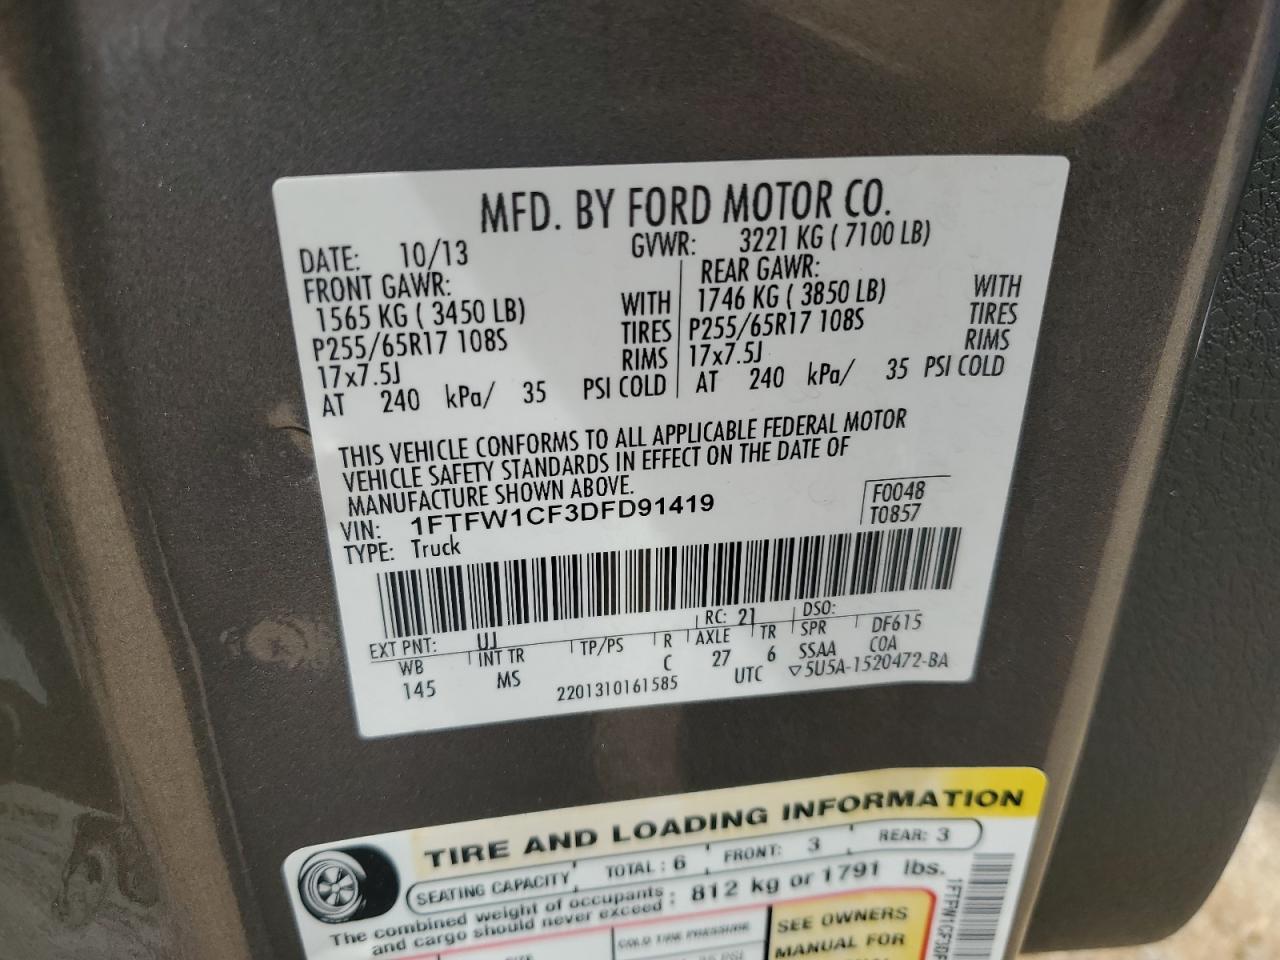 MFD. BY FORD MOTOR CO.
DATE: 10/13 GVWR: 3221 KG ( 7100 LB)
FRONT GAWR: REAR GAWR:
1565 KG ( 3450 LB) WITH 1746 KG ( 3850 LB) WITH
P255/65R17 108S TIRES P255/65R17 108S TIRES
17x7.5J RIMS 17x7.5J RIMS
AT 240 kPa/ 35 PSI COLD AT 240 kPa/ 35 PSI COLD
THIS VEHICLE CONFORMS TO ALL APPLICABLE FEDERAL MOTOR
VEHICLE SAFETY STANDARDS IN EFFECT ON THE DATE OF
MANUFACTURE SHOWN ABOVE.
F0048
VIN: 1FTFW1CF3DFD91419
T0857
TYPE: Truck
EXT PNT: UJ RC: 21 DSO:
WB INT TR TP/PS R AXLE TR SPR DF615
145 MS C 27 6 SSAA COA
2201310161585 UTC ▽5U5A-1520472-BA
TIRE AND LOADING INFORMATION
SEATING CAPACITY TOTAL : 6 FRONT: 3 REAR: 3
The combined weight of occupants : 812 kg or 1791 lbs.
and cargo should never exceed :
COLD TIRE PRESSURE
SEE OWNERS
MANUAL FOR